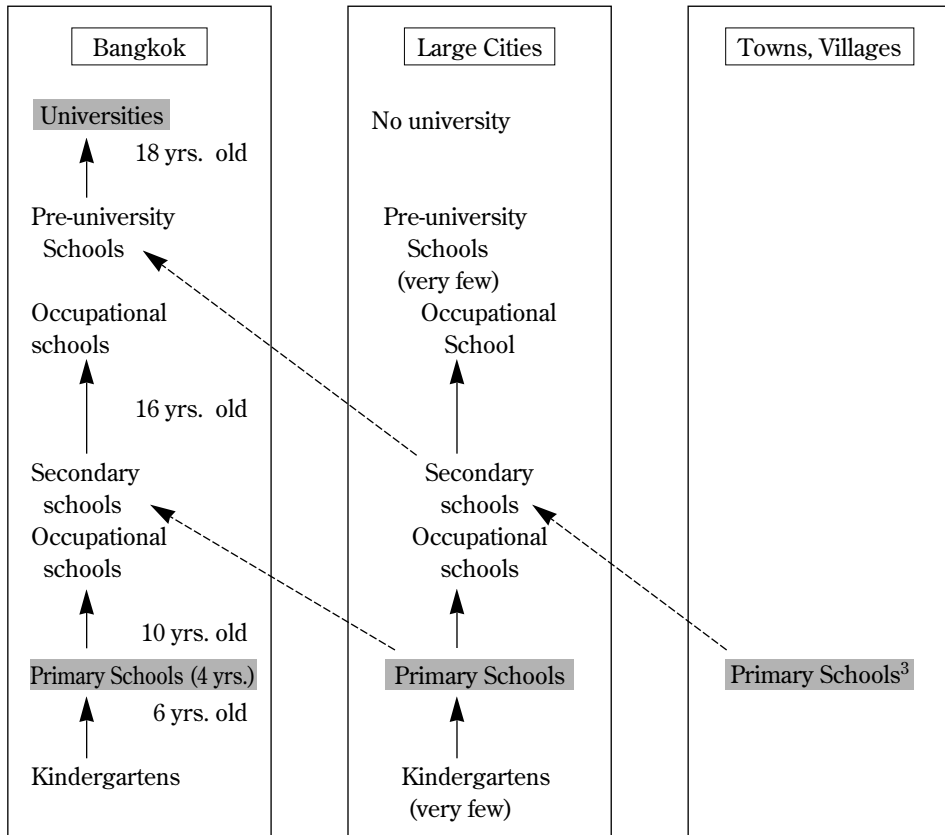 Bangkok
Universities
18 yrs. old
Pre-university
Schools
Occupational
schools
16 yrs. old
Secondary
schools
Occupational
schools
10 yrs. old
Primary Schools (4 yrs.)
6 yrs. old
Kindergartens
Large Cities
No university
Pre-university
Schools
(very few)
Occupational
School
Secondary
schools
Occupational
schools
Primary Schools
Kindergartens
(very few)
Towns, Villages
Primary Schools³